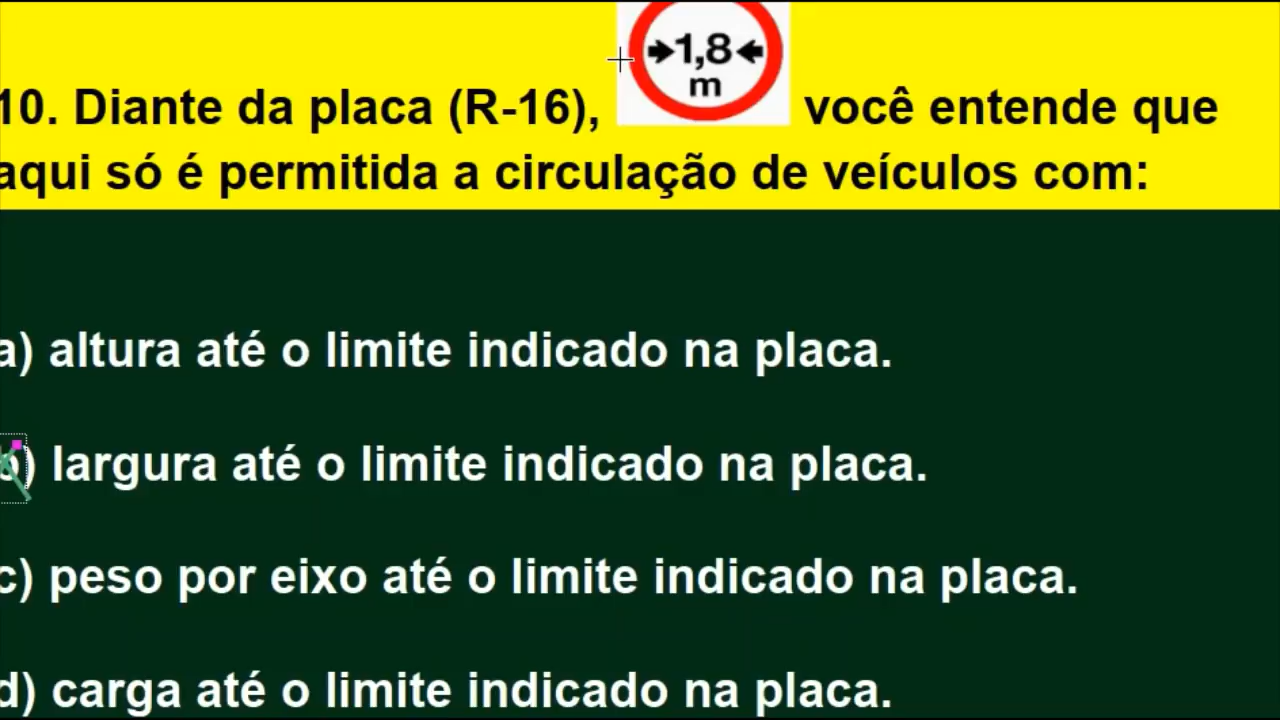 1,8
m
10. Diante da placa (R-16), você entende que
aqui só é permitida a circulação de veículos com:
a) altura até o limite indicado na placa.
b) largura até o limite indicado na placa.
c) peso por eixo até o limite indicado na placa.
d) carga até o limite indicado na placa.